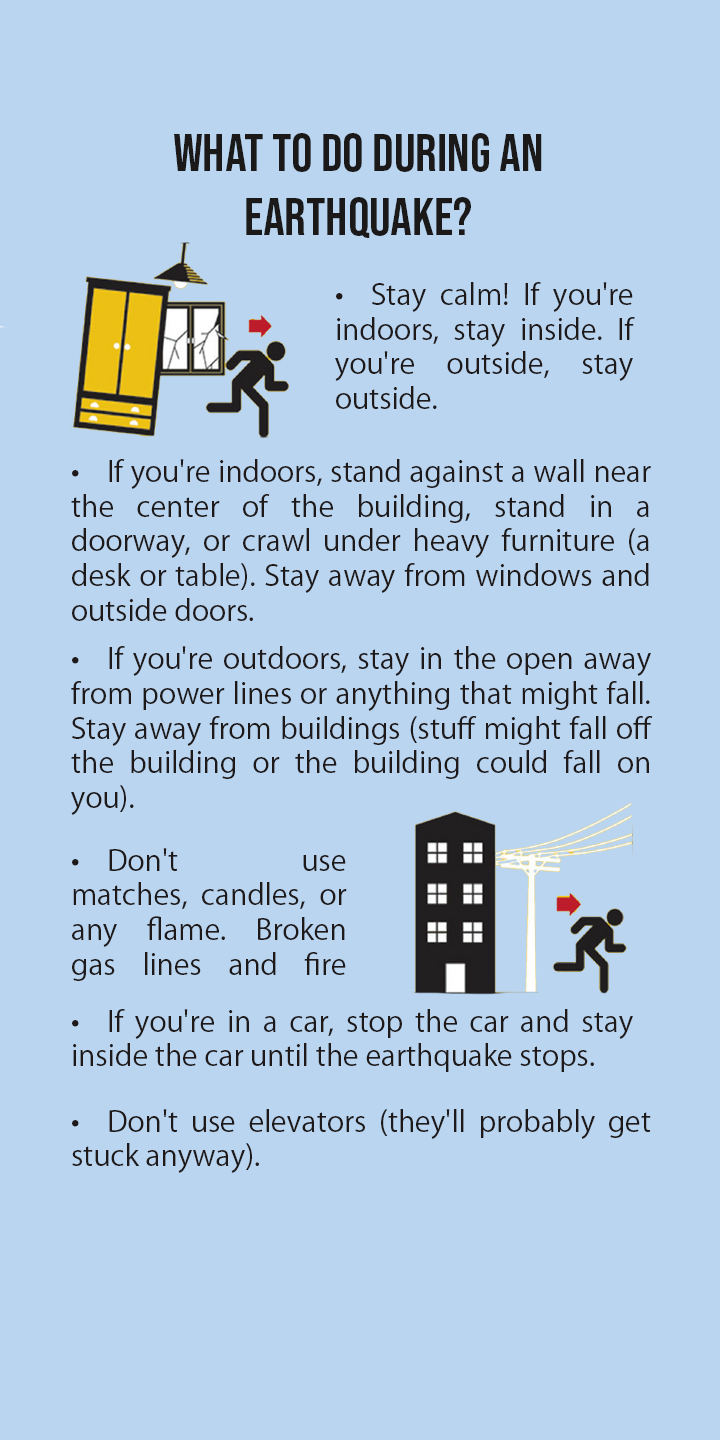 WHAT TO DO DURING AN
EARTHQUAKE?
• Stay calm! If you're
indoors, stay inside. If
you're outside, stay
outside.
• If you're indoors, stand against a wall near
the center of the building, stand in a
doorway, or crawl under heavy furniture (a
desk or table). Stay away from windows and
outside doors.
• If you're outdoors, stay in the open away
from power lines or anything that might fall.
Stay away from buildings (stuff might fall off
the building or the building could fall on
you).
• Don't use
matches, candles, or
any flame. Broken
gas lines and fire
• If you're in a car, stop the car and stay
inside the car until the earthquake stops.
• Don't use elevators (they'll probably get
stuck anyway).